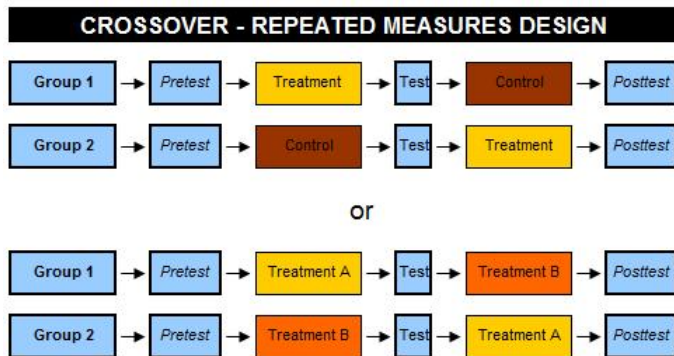 CROSSOVER - REPEATED MEASURES DESIGN
Group 1 Pretest Treatment Test Control Posttest
Group 2 Pretest Control Test Treatment Posttest
or
Group 1 Pretest Treatment A Test Treatment B Posttest
Group 2 Pretest Treatment B Test Treatment A Posttest